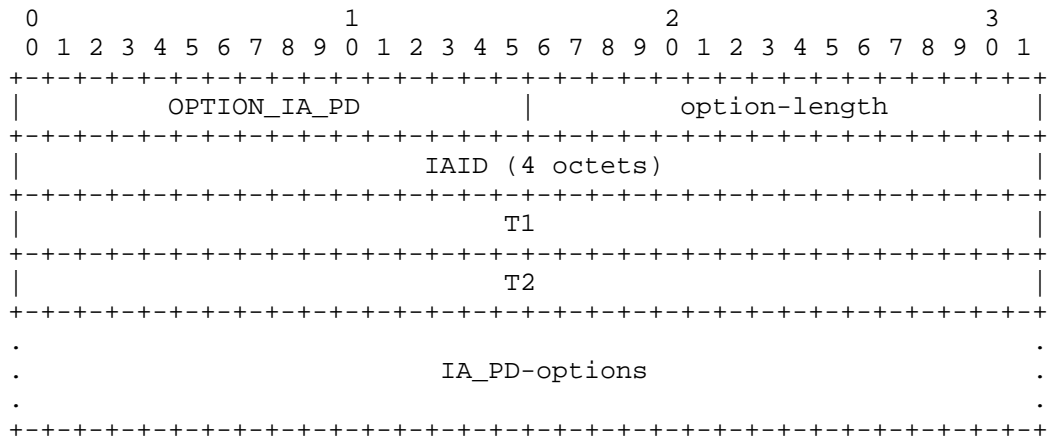 0                   1                   2                   3
 0 1 2 3 4 5 6 7 8 9 0 1 2 3 4 5 6 7 8 9 0 1 2 3 4 5 6 7 8 9 0 1
+-+-+-+-+-+-+-+-+-+-+-+-+-+-+-+-+-+-+-+-+-+-+-+-+-+-+-+-+-+-+-+-+
|         OPTION_IA_PD          |         option-length         |
+-+-+-+-+-+-+-+-+-+-+-+-+-+-+-+-+-+-+-+-+-+-+-+-+-+-+-+-+-+-+-+-+
|                         IAID (4 octets)                       |
+-+-+-+-+-+-+-+-+-+-+-+-+-+-+-+-+-+-+-+-+-+-+-+-+-+-+-+-+-+-+-+-+
|                              T1                               |
+-+-+-+-+-+-+-+-+-+-+-+-+-+-+-+-+-+-+-+-+-+-+-+-+-+-+-+-+-+-+-+-+
|                              T2                               |
+-+-+-+-+-+-+-+-+-+-+-+-+-+-+-+-+-+-+-+-+-+-+-+-+-+-+-+-+-+-+-+-+
.                                                               .
.                          IA_PD-options                        .
.                                                               .
+-+-+-+-+-+-+-+-+-+-+-+-+-+-+-+-+-+-+-+-+-+-+-+-+-+-+-+-+-+-+-+-+